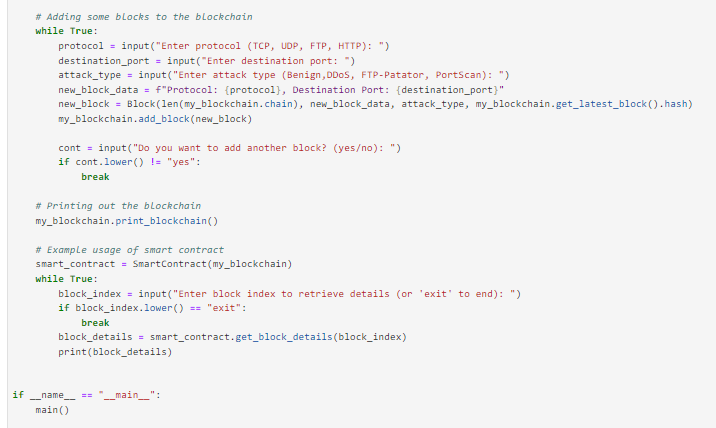 # Adding some blocks to the blockchain
while True:
    protocol = input("Enter protocol (TCP, UDP, FTP, HTTP): ")
    destination_port = input("Enter destination port: ")
    attack_type = input("Enter attack type (Benign,DDoS, FTP-Patator, PortScan): ")
    new_block_data = f"Protocol: {protocol}, Destination Port: {destination_port}"
    new_block = Block(len(my_blockchain.chain), new_block_data, attack_type, my_blockchain.get_latest_block().hash)
    my_blockchain.add_block(new_block)

    cont = input("Do you want to add another block? (yes/no): ")
    if cont.lower() != "yes":
        break

# Printing out the blockchain
my_blockchain.print_blockchain()

# Example usage of smart contract
smart_contract = SmartContract(my_blockchain)
while True:
    block_index = input("Enter block index to retrieve details (or 'exit' to end): ")
    if block_index.lower() == "exit":
        break
    block_details = smart_contract.get_block_details(block_index)
    print(block_details)

if __name__ == "__main__":
    main()